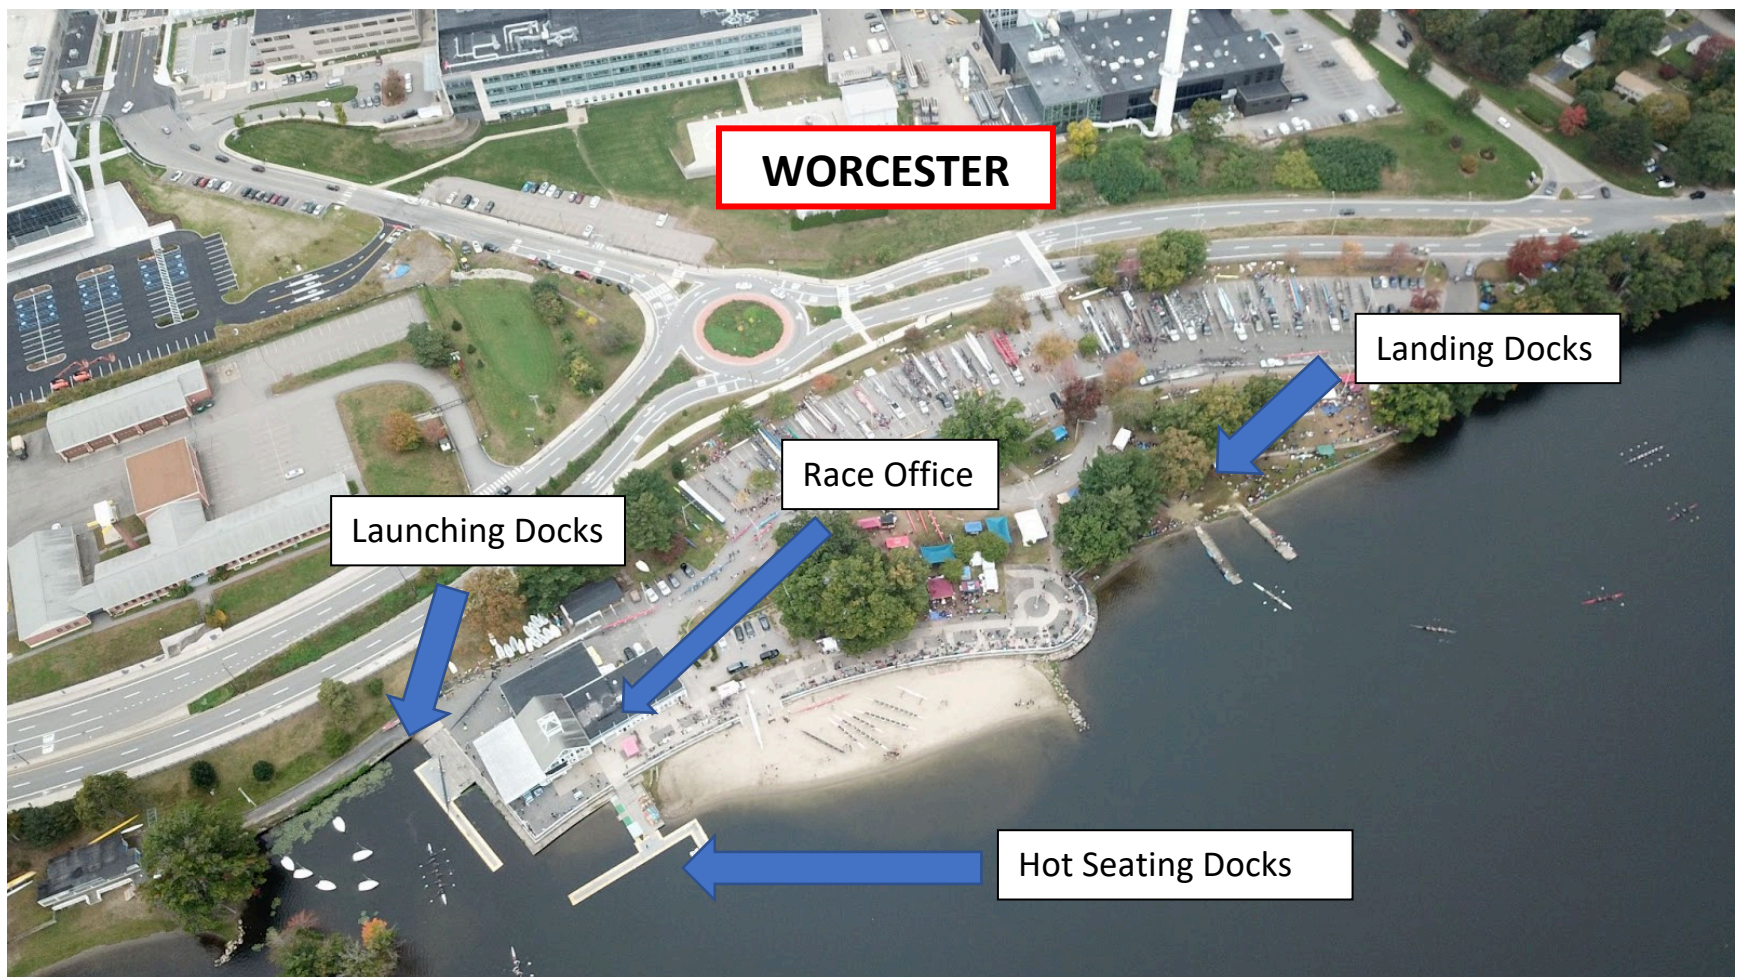 WORCESTER
Landing Docks
Race Office
Launching Docks
Hot Seating Docks